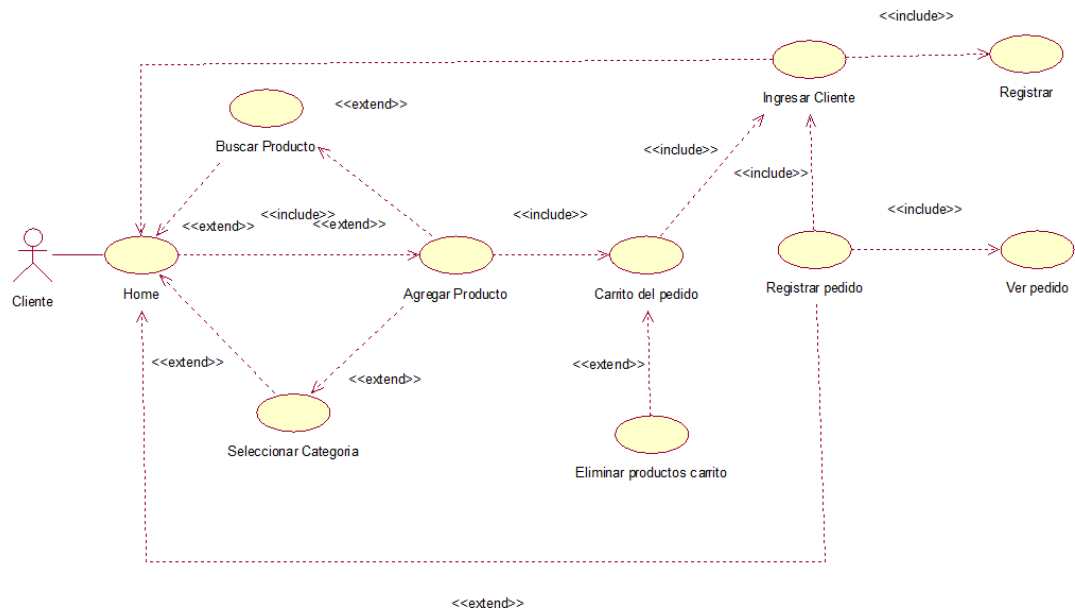 <<include>>
Ingresar Cliente
Registrar
<<extend>>
Buscar Producto
<<include>>
<<include>>
<<extend>>
<<include>>
<<extend>>
<<include>>
<<include>>
Cliente
Home
Agregar Producto
Carrito del pedido
Registrar pedido
Ver pedido
<<extend>>
<<extend>>
<<extend>>
Seleccionar Categoria
Eliminar productos carrito
<<extend>>